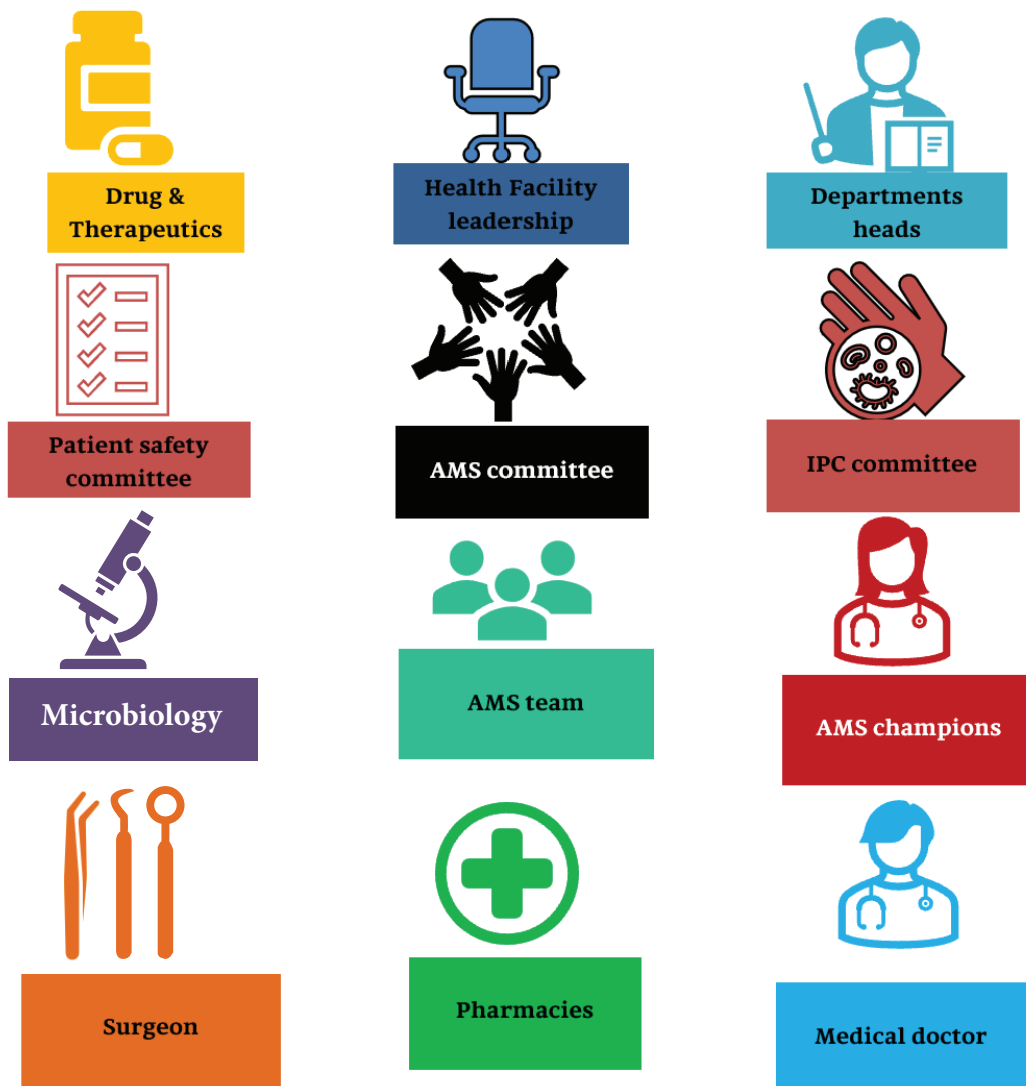 Drug &
Therapeutics
Health Facility
leadership
Departments
heads
Patient safety
committee
AMS committee
IPC committee
Microbiology
AMS team
AMS champions
Surgeon
Pharmacies
Medical doctor